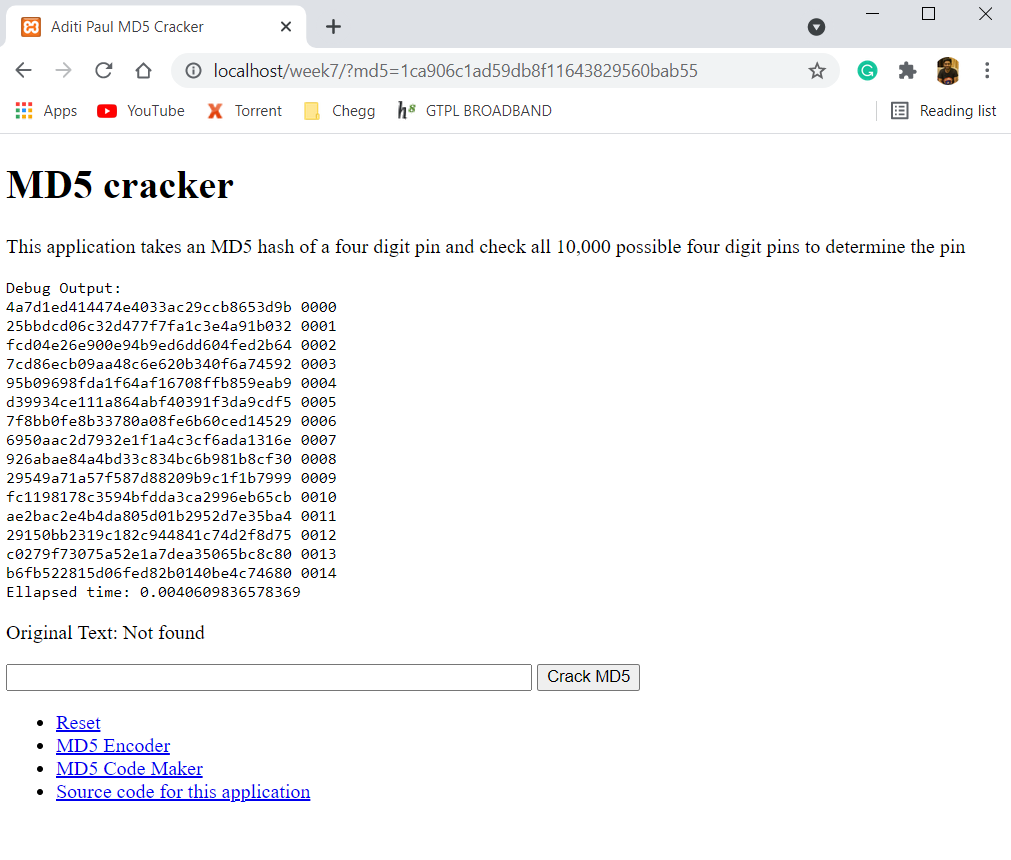 Aditi Paul MD5 Cracker
localhost/week7/?md5=1ca906c1ad59db8f11643829560bab55
Apps YouTube Torrent Chegg h8 GTPL BROADBAND Reading list
MD5 cracker
This application takes an MD5 hash of a four digit pin and check all 10,000 possible four digit pins to determine the pin
Debug Output:
4a7d1ed414474e4033ac29ccb8653d9b 0000
25bbdcd06c32d477f7fa1c3e4a91b032 0001
fcd04e26e900e94b9ed6dd604fed2b64 0002
7cd86ecb09aa48c6e620b340f6a74592 0003
95b09698fda1f64af16708ffb859eab9 0004
d39934ce111a864abf40391f3da9cdf5 0005
7f8bb0fe8b33780a08fe6b60ced14529 0006
6950aac2d7932e1f1a4c3cf6ada1316e 0007
926abae84a4bd33c834bc6b981b8cf30 0008
29549a71a57f587d88209b9c1f1b7999 0009
fc1198178c3594bfdda3ca2996eb65cb 0010
ae2bac2e4b4da805d01b2952d7e35ba4 0011
29150bb2319c182c944841c74d2f8d75 0012
c0279f73075a52e1a7dea35065bc8c80 0013
b6fb522815d06fed82b0140be4c74680 0014
Ellapsed time: 0.0040609836578369
Original Text: Not found
Crack MD5
Reset
MD5 Encoder
MD5 Code Maker
Source code for this application